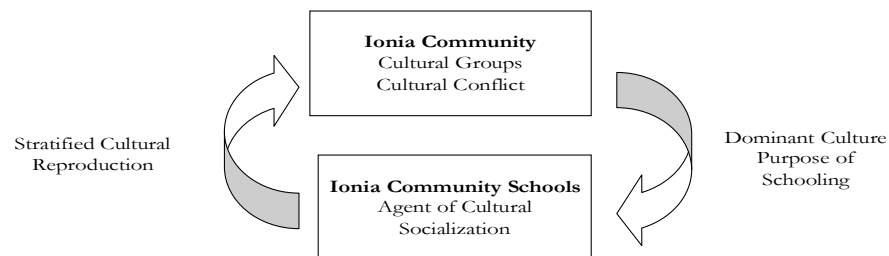 Ionia Community
Cultural Groups
Cultural Conflict
Stratified Cultural
Reproduction
Dominant Culture
Purpose of
Schooling
Ionia Community Schools
Agent of Cultural
Socialization